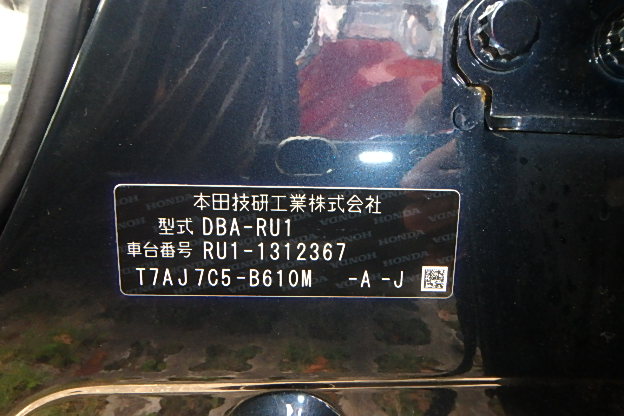 本田技研工業株式会社
型式 DBA-RU1
車台番号 RU1-1312367
T7AJ7C5-B610M -A -J